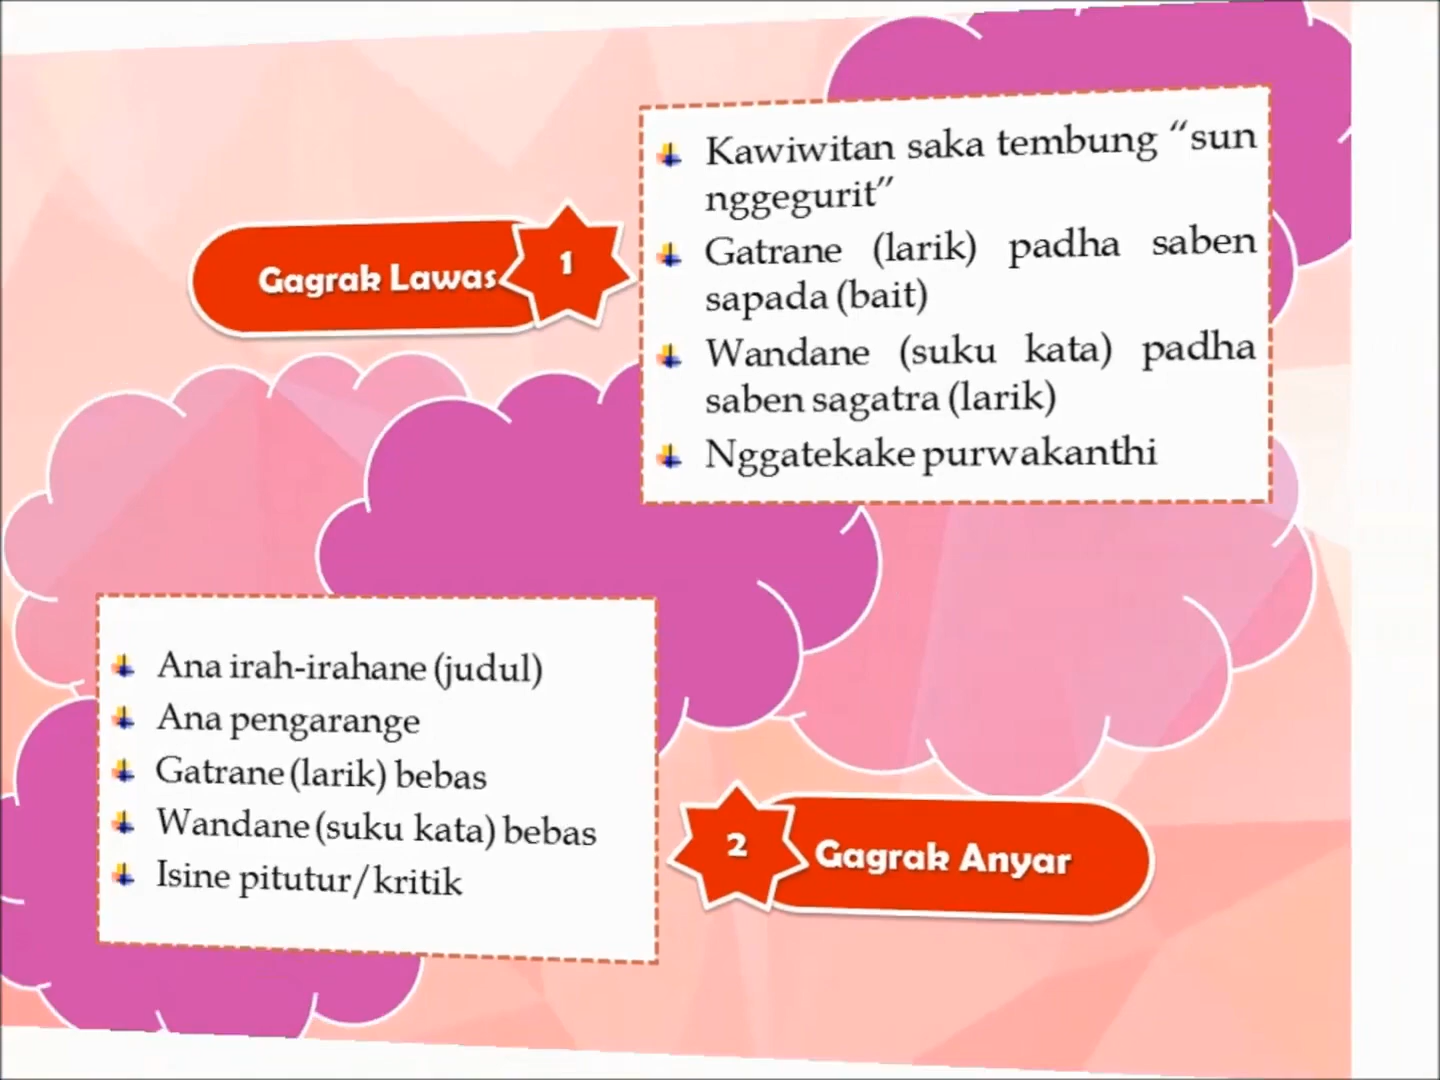 Gagrak Lawas
1
Kawiwitan saka tembung “sun
nggegurit”
Gatrane (larik) padha saben
sapada (bait)
Wandane (suku kata) padha
saben sagatra (larik)
Nggatekake purwakanthi
Ana irah-irahane (judul)
Ana pengarange
Gatrane (larik) bebas
Wandane (suku kata) bebas
Isine pitutur/kritik
2
Gagrak Anyar